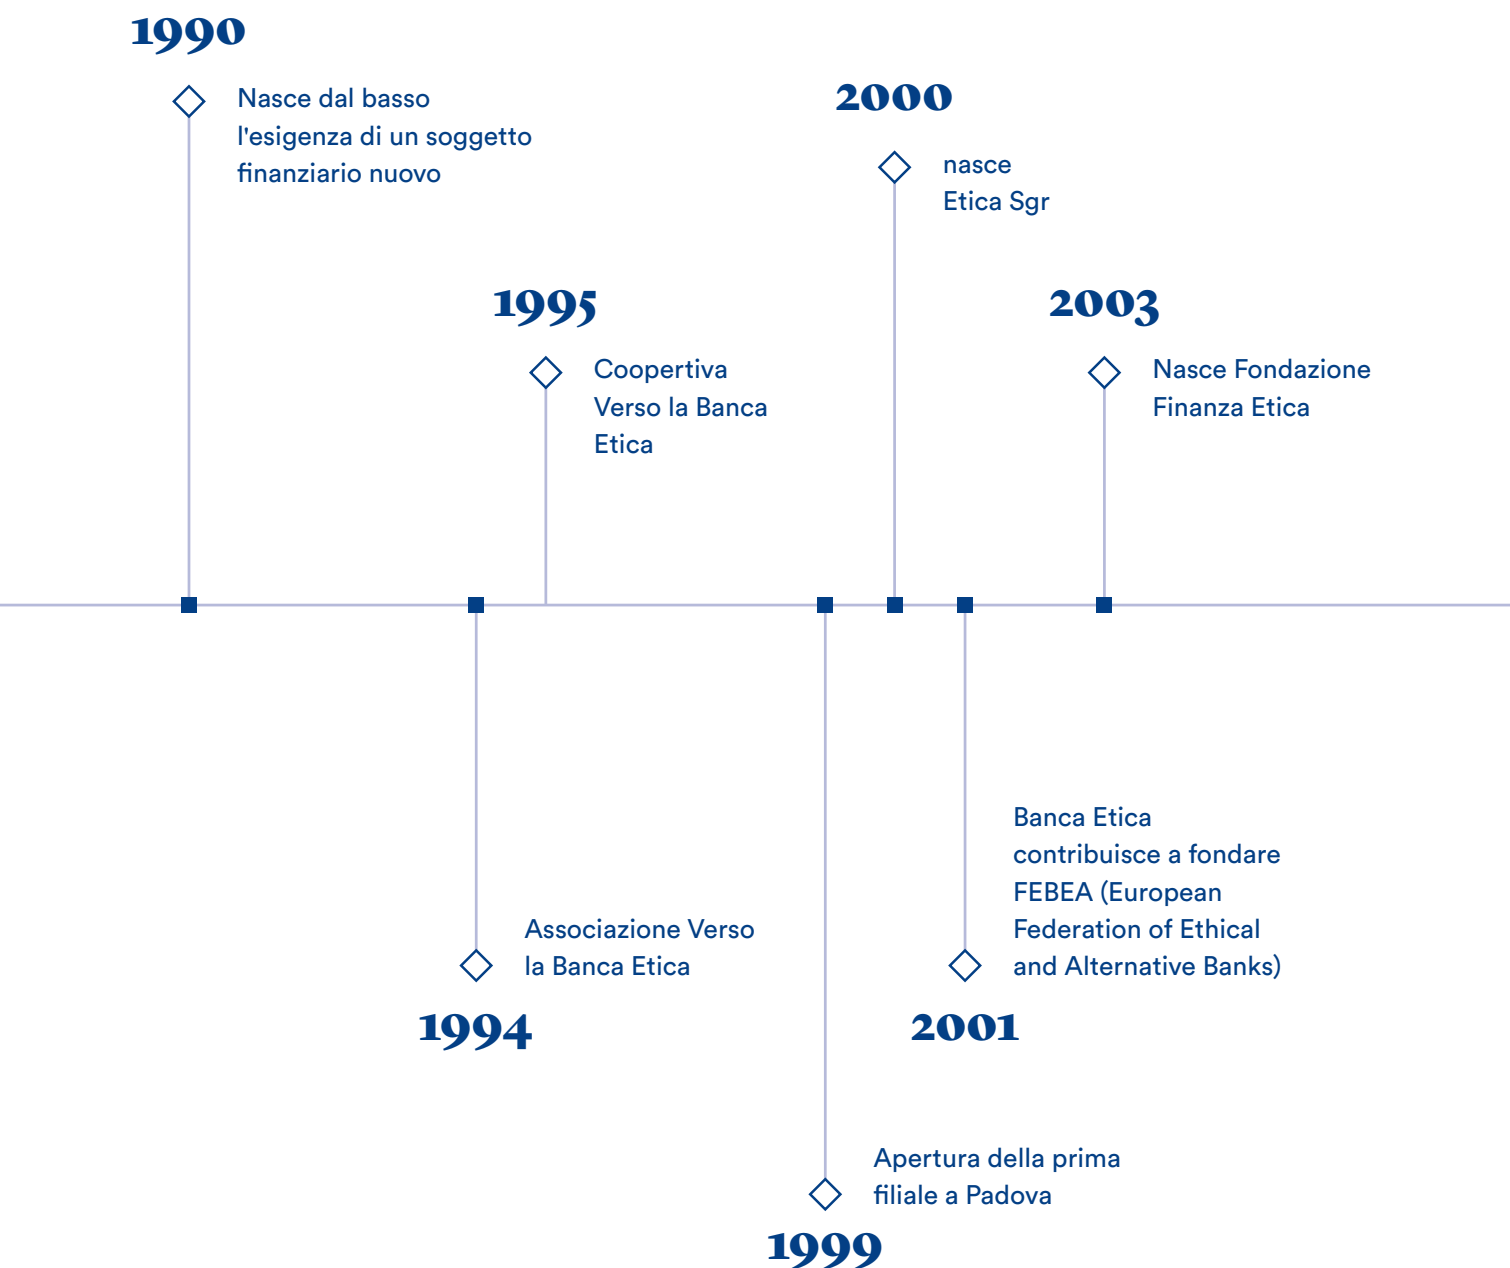 1990
Nasce dal basso
l'esigenza di un soggetto
finanziario nuovo
2000
nasce
Etica Sgr
1995
Coopertiva
Verso la Banca
Etica
2003
Nasce Fondazione
Finanza Etica
Associazione Verso
la Banca Etica
1994
Banca Etica
contribuisce a fondare
FEBEA (European
Federation of Ethical
and Alternative Banks)
2001
Apertura della prima
filiale a Padova
1999